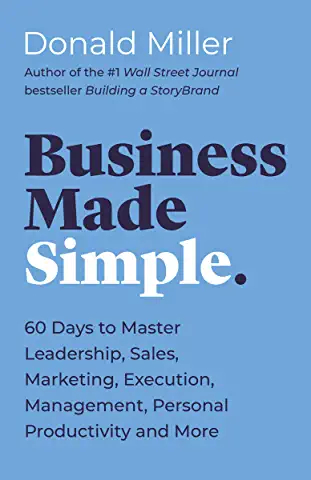 Donald Miller
Author of the #1 Wall Street Journal
bestseller Building a StoryBrand
Business
Made
Simple.
60 Days to Master
Leadership, Sales,
Marketing, Execution,
Management, Personal
Productivity and More